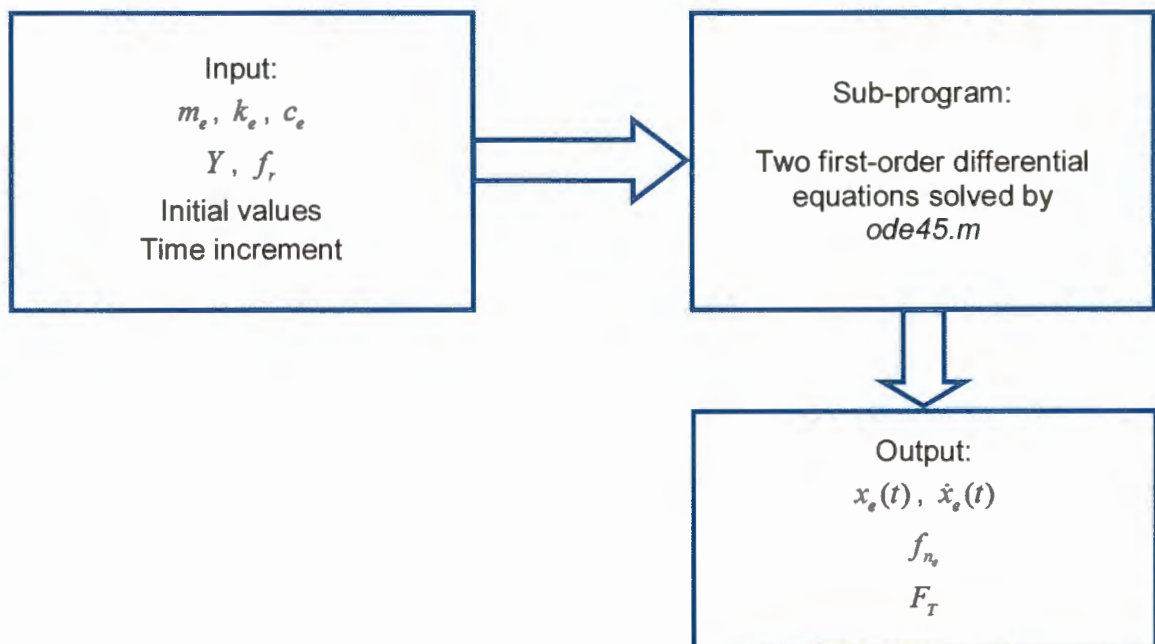 Input:
mₑ, kₑ, cₑ
Y, fᵣ
Initial values
Time increment
Sub-program:
Two first-order differential
equations solved by
ode45.m
Output:
xₑ(t), ẋₑ(t)
f_{nₑ}
F_T